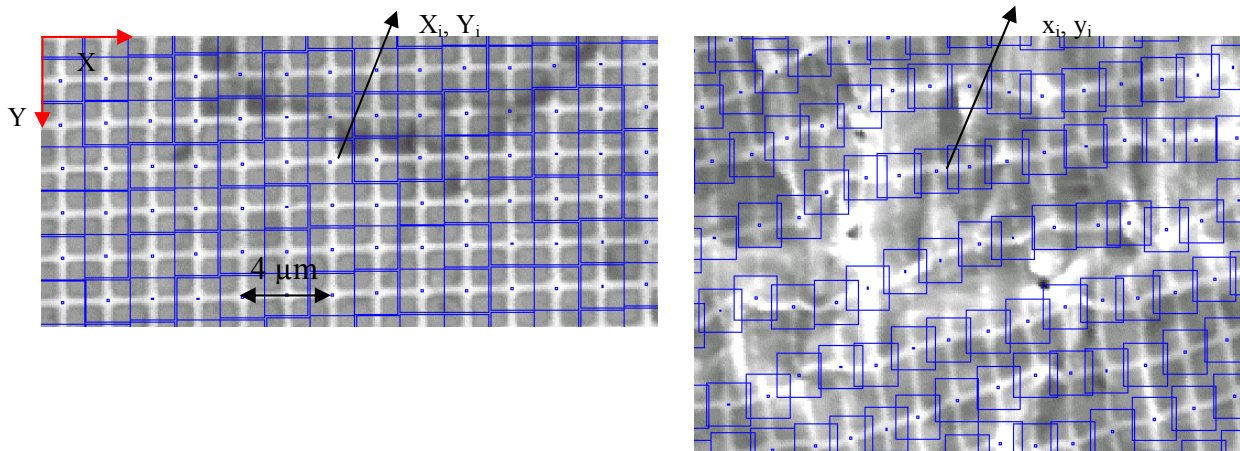 Xᵢ, Yᵢ
xᵢ, yᵢ
X
Y
4 µm